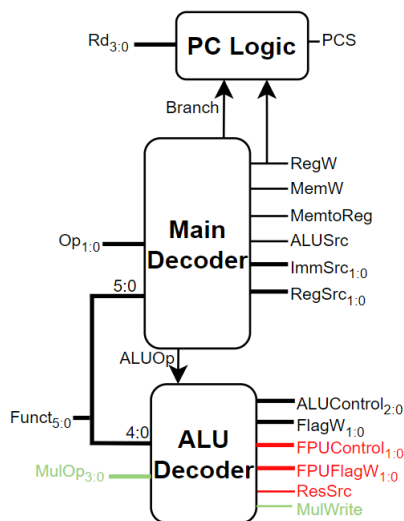 Rd3:0
PC Logic
PCS
Branch
RegW
MemW
MemtoReg
Op1:0
Main
Decoder
ALUSrc
ImmSrc1:0
5:0
RegSrc1:0
ALUOp
ALUControl2:0
Funct5:0
4:0
FlagW1:0
ALU
Decoder
FPUControl1:0
MulOp3:0
FPUFlagW1:0
ResSrc
MulWrite